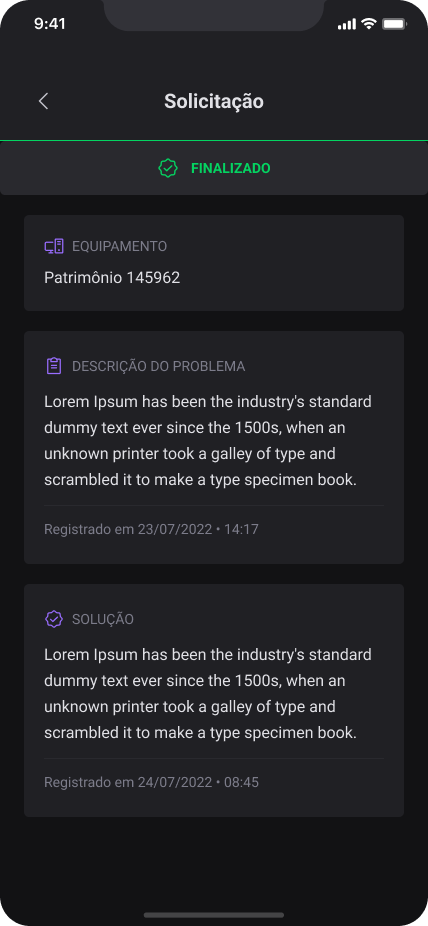 9:41
Solicitação
FINALIZADO
EQUIPAMENTO
Patrimônio 145962
DESCRIÇÃO DO PROBLEMA
Lorem Ipsum has been the industry's standard
dummy text ever since the 1500s, when an
unknown printer took a galley of type and
scrambled it to make a type specimen book.
Registrado em 23/07/2022 • 14:17
SOLUÇÃO
Lorem Ipsum has been the industry's standard
dummy text ever since the 1500s, when an
unknown printer took a galley of type and
scrambled it to make a type specimen book.
Registrado em 24/07/2022 • 08:45